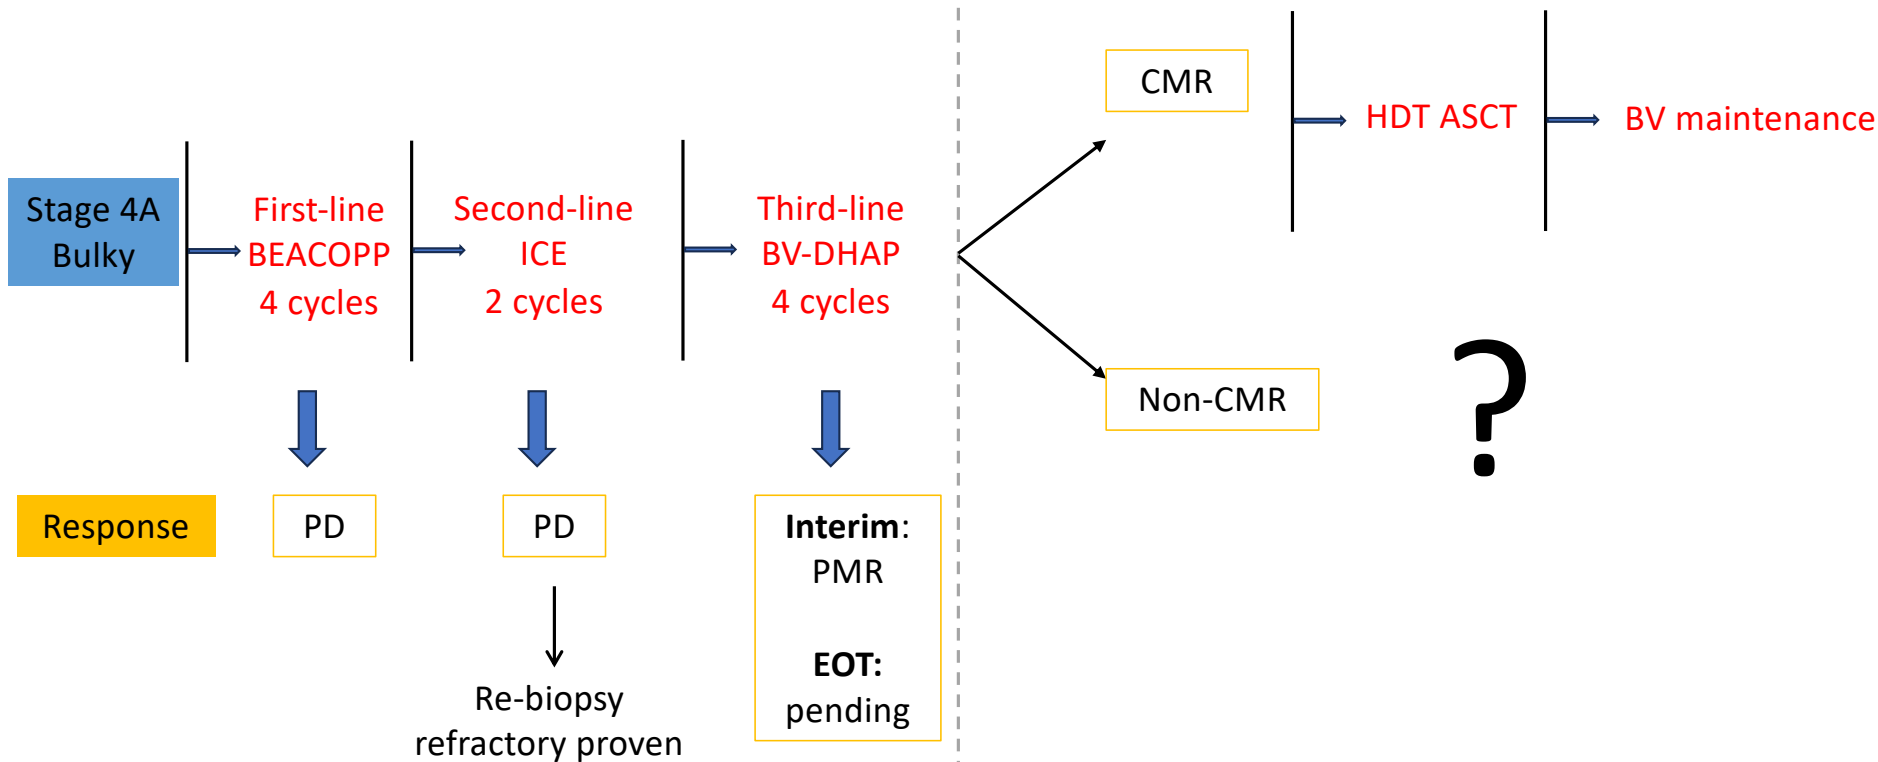 Stage 4A
Bulky
First-line
BEACOPP
4 cycles
Second-line
ICE
2 cycles
Third-line
BV-DHAP
4 cycles
CMR
HDT ASCT
BV maintenance
Non-CMR
?
Response
PD
PD
Re-biopsy
refractory proven
Interim:
PMR
EOT:
pending